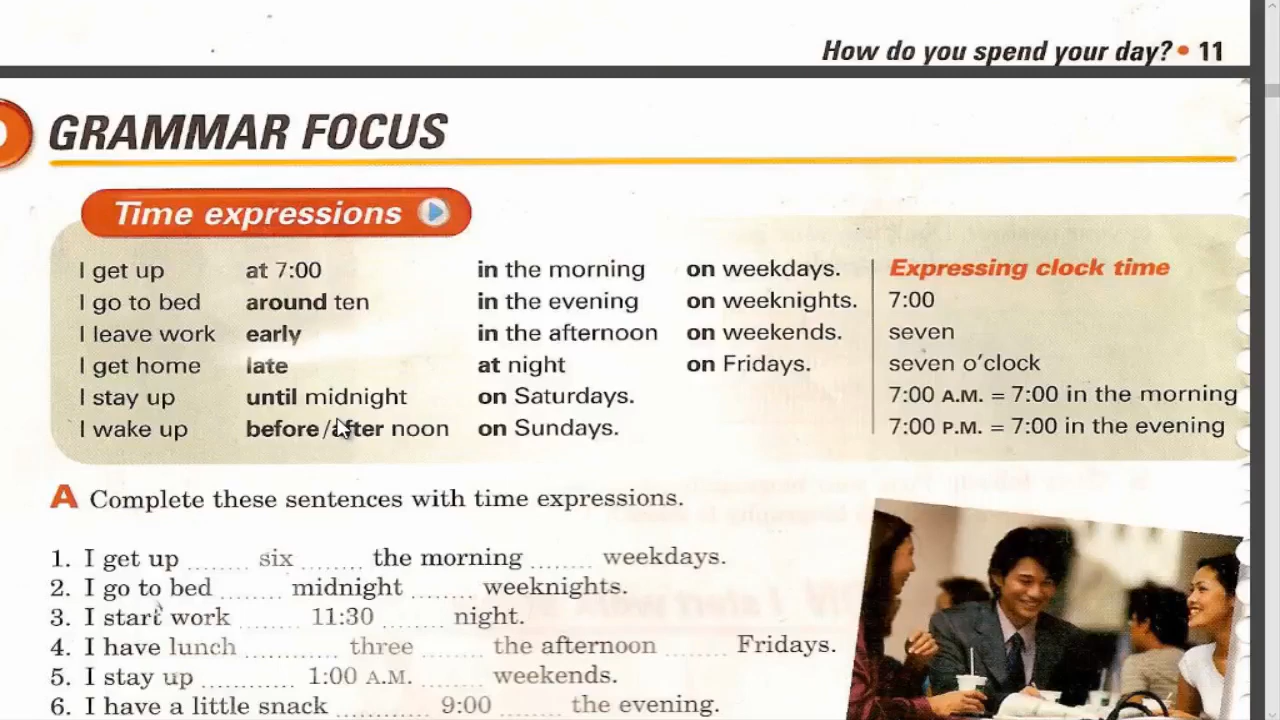 How do you spend your day? • 11
GRAMMAR FOCUS
Time expressions
I get up at 7:00 in the morning on weekdays.
I go to bed around ten in the evening on weeknights.
I leave work early in the afternoon on weekends.
I get home late at night on Fridays.
I stay up until midnight on Saturdays.
I wake up before/after noon on Sundays.
Expressing clock time
7:00
seven
seven o'clock
7:00 A.M. = 7:00 in the morning
7:00 P.M. = 7:00 in the evening
A Complete these sentences with time expressions.
1. I get up ........ six ........ the morning ........ weekdays.
2. I go to bed ........ midnight ........ weeknights.
3. I start work ........ 11:30 ........ night.
4. I have lunch ........ three ........ the afternoon ........ Fridays.
5. I stay up ........ 1:00 A.M. ........ weekends.
6. I have a little snack ........ 9:00 ........ the evening.